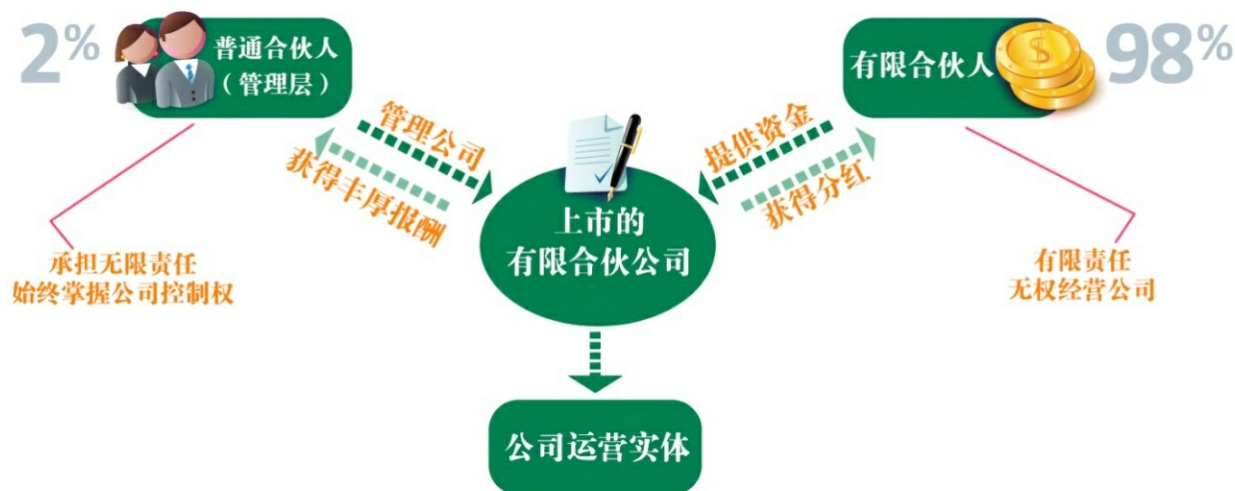 2%
普通合伙人
（管理层）
有限合伙人
98%
管理公司
获得丰厚报酬
提供资金
获得分红
上市的
有限合伙公司
承担无限责任
始终掌握公司控制权
有限责任
无权经营公司
公司运营实体